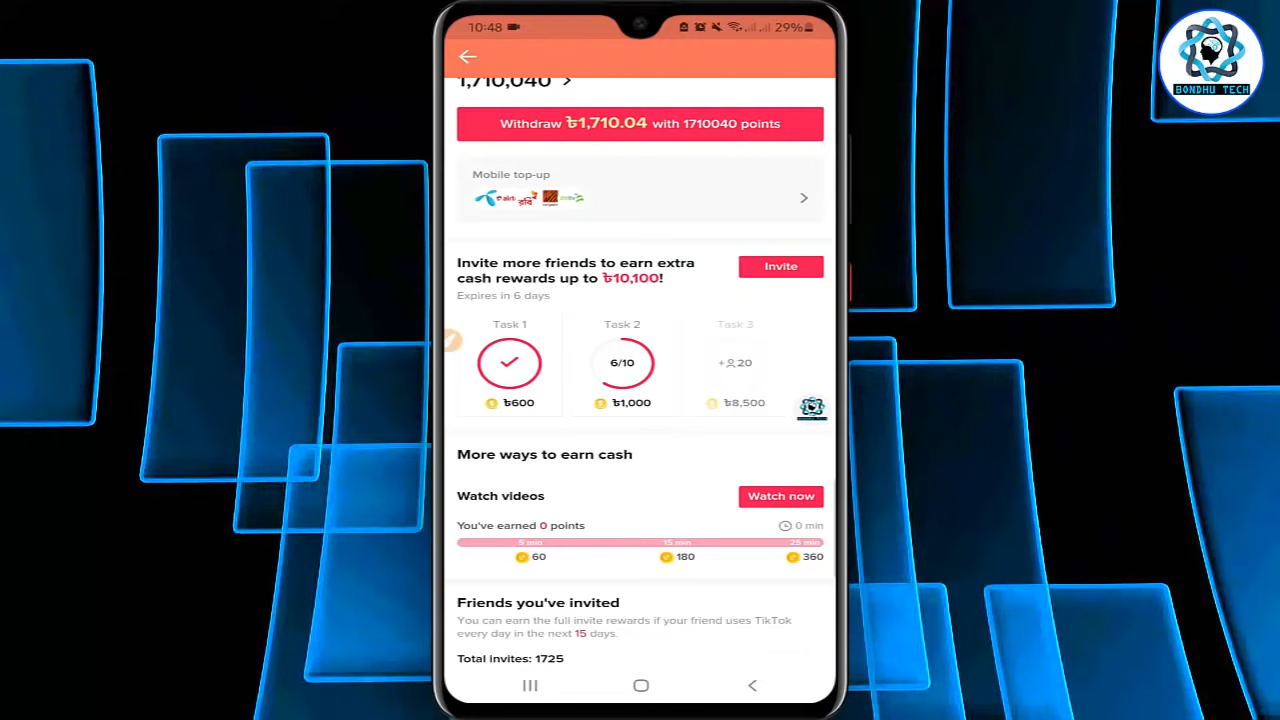 10:48
29%
BONDHU TECH
1,710,040 >
Withdraw ৳1,710.04 with 1710040 points
Mobile top-up
রবি
Invite more friends to earn extra
cash rewards up to ৳10,100!
Invite
Expires in 6 days
Task 1
Task 2
Task 3
6/10
+20
৳600
৳1,000
৳8,500
More ways to earn cash
Watch videos
Watch now
You've earned 0 points
0 min
5 min
15 min
25 min
60
180
360
Friends you've invited
You can earn the full invite rewards if your friend uses TikTok
every day in the next 15 days.
Total invites: 1725